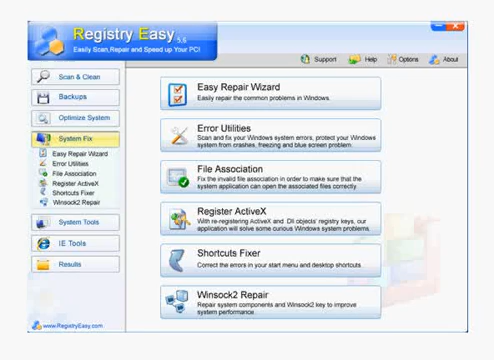 Registry Easy 5.6
Easily Scan,Repair and Speed up Your PC!
Support
Help
Options
About
Scan & Clean
Backups
Optimize System
System Fix
Easy Repair Wizard
Error Utilities
File Association
Register ActiveX
Shortcuts Fixer
Winsock2 Repair
System Tools
IE Tools
Results
www.RegistryEasy.com
Easy Repair Wizard
Easily repair the common problems in Windows.
Error Utilities
Scan and fix your Windows system errors, protect your Windows
system from crashes, freezing and blue screen problem.
File Association
Fix the invalid file association in order to make sure that the
system application can open the associated files correctly.
Register ActiveX
With re-registering ActiveX and Dll objects' registry keys, our
application will solve some curious Windows system problems.
Shortcuts Fixer
Correct the errors in your start menu and desktop shortcuts.
Winsock2 Repair
Repair system components and Winsock2 key to improve
system performance.